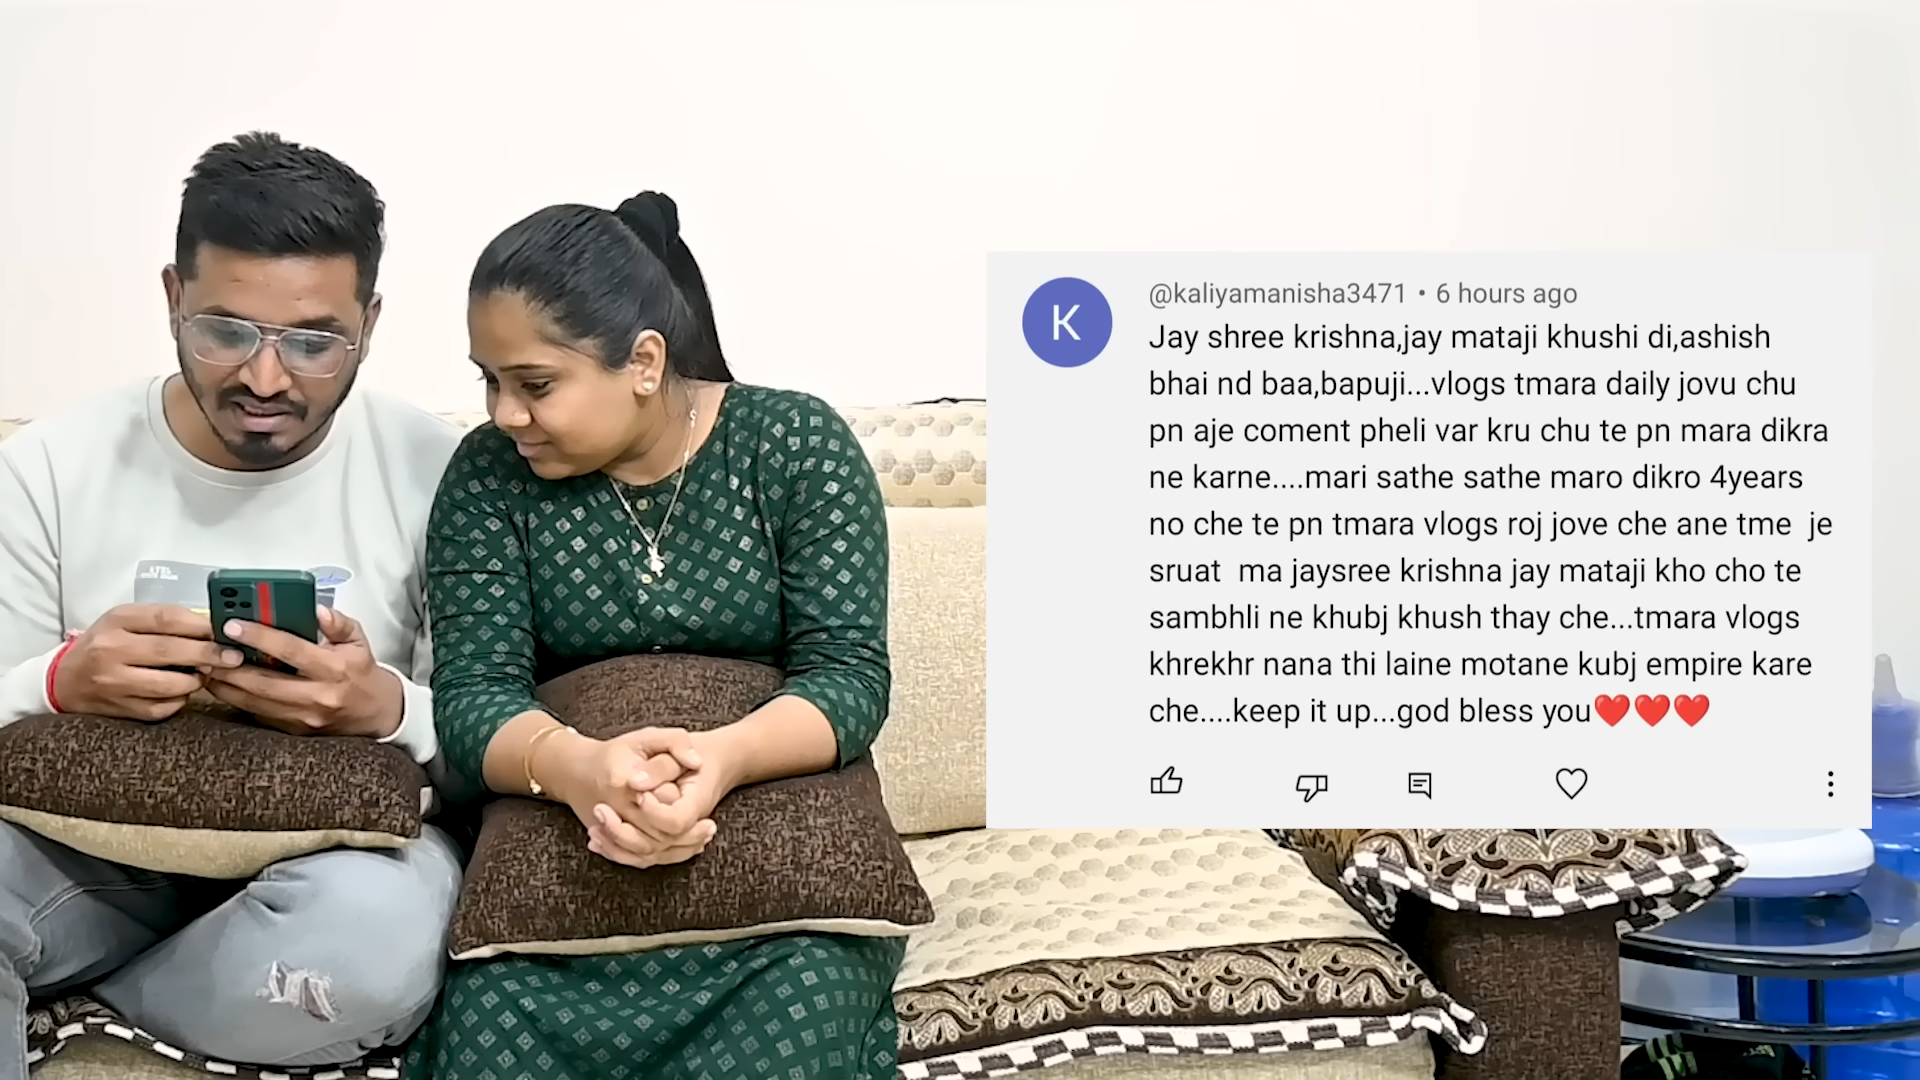 K
@kaliyamanisha3471 • 6 hours ago
Jay shree krishna,jay mataji khushi di,ashish
bhai nd baa,bapuji...vlogs tmara daily jovu chu
pn aje coment pheli var kru chu te pn mara dikra
ne karne....mari sathe sathe maro dikro 4years
no che te pn tmara vlogs roj jove che ane tme  je
sruat  ma jaysree krishna jay mataji kho cho te
sambhli ne khubj khush thay che...tmara vlogs
khrekhr nana thi laine motane kubj empire kare
che....keep it up...god bless you❤️❤️❤️